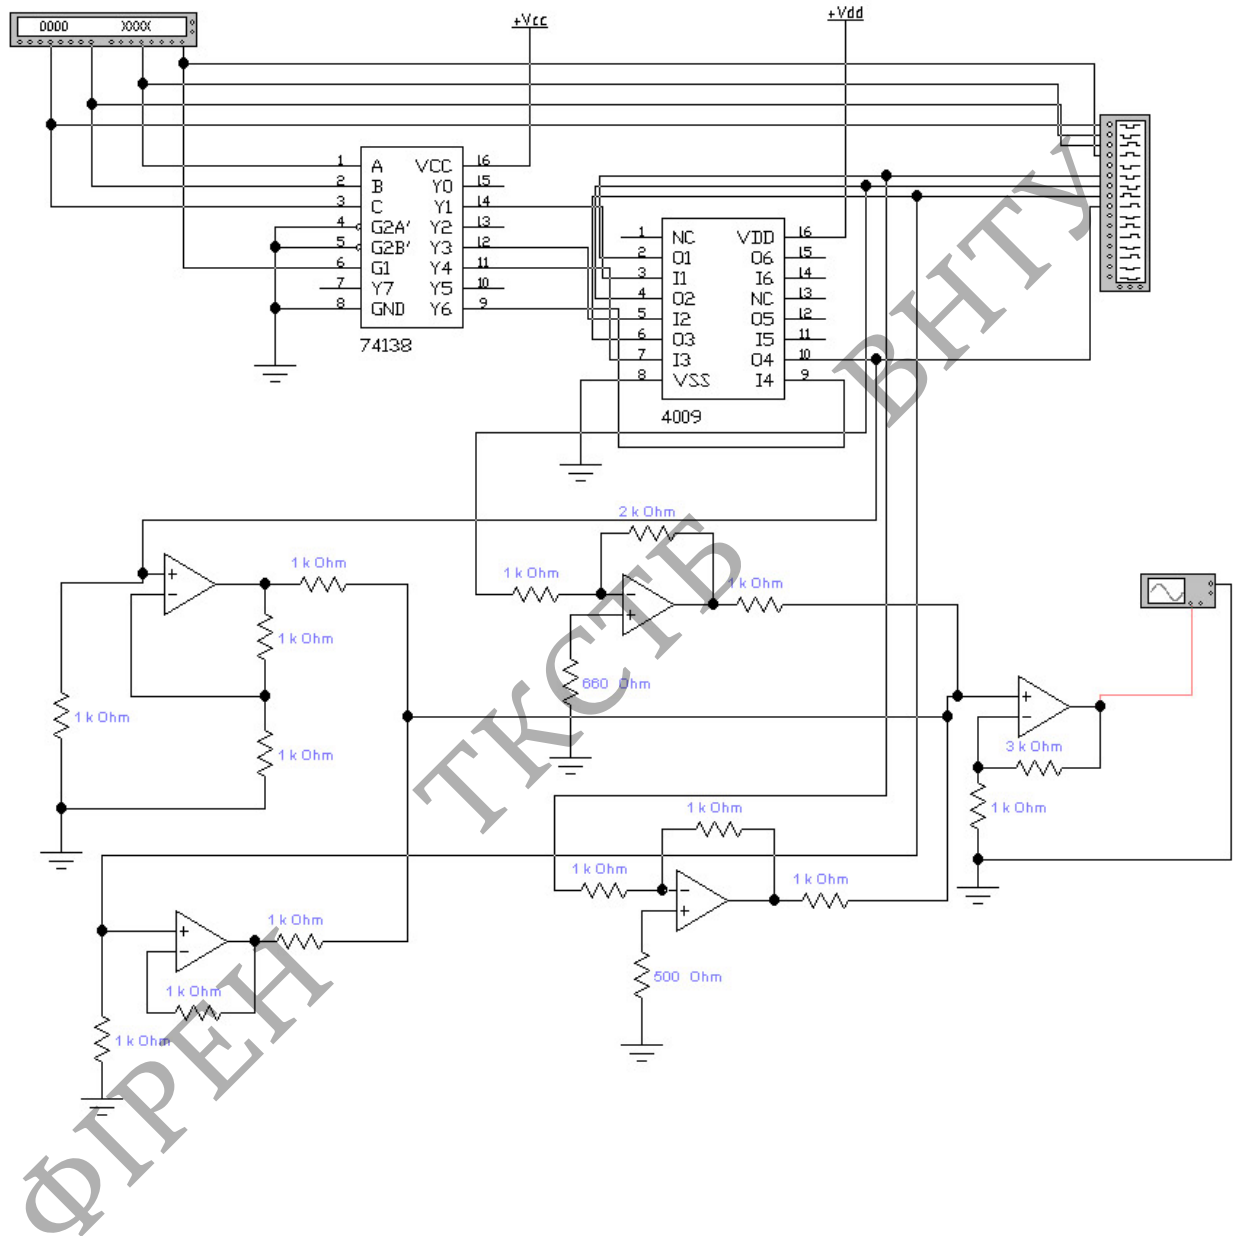 0000 XXXX
+Vcc
+Vdd
1 A VCC 16
2 B Y0 15
3 C Y1 14
4 G2A' Y2 13
5 G2B' Y3 12
6 G1 Y4 11
7 Y7 Y5 10
8 GND Y6 9
74138
1 NC VDD 16
2 O1 O6 15
3 I1 I6 14
4 O2 NC 13
5 I2 O5 12
6 O3 I5 11
7 I3 O4 10
8 VSS I4 9
4009
2 k Ohm
1 k Ohm
1 k Ohm
1 k Ohm
1 k Ohm
660 Ohm
1 k Ohm
1 k Ohm
3 k Ohm
1 k Ohm
1 k Ohm
1 k Ohm
1 k Ohm
1 k Ohm
500 Ohm
1 k Ohm
1 k Ohm
ФІРЕН ТКСТБ ВНТУ